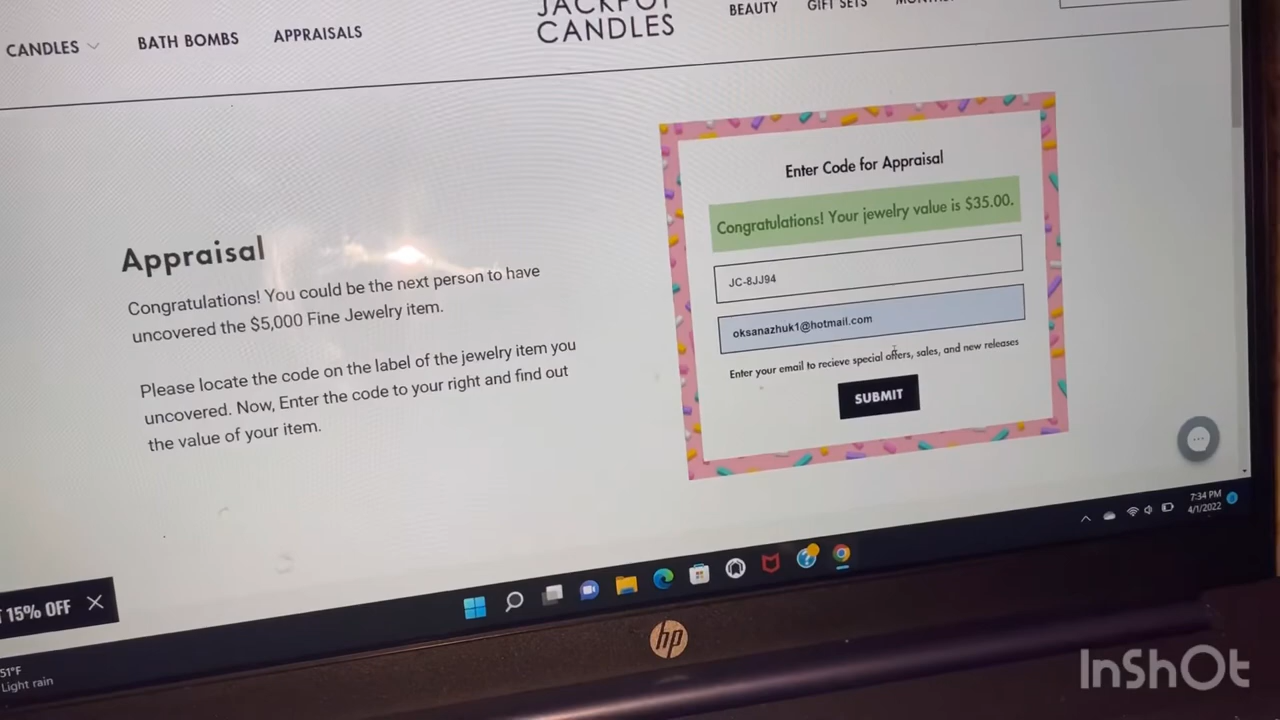 JACKPOT
CANDLES
CANDLES
BATH BOMBS
APPRAISALS
BEAUTY
GIFT SETS
Enter Code for Appraisal
Congratulations! Your jewelry value is $35.00.
JC-8JJ94
oksanazhuk1@hotmail.com
Enter your email to recieve special offers, sales, and new releases
SUBMIT
Appraisal
Congratulations! You could be the next person to have
uncovered the $5,000 Fine Jewelry item.
Please locate the code on the label of the jewelry item you
uncovered. Now, Enter the code to your right and find out
the value of your item.
15% OFF
7:34 PM
4/1/2022
51°F
Light rain
hp
InShOt